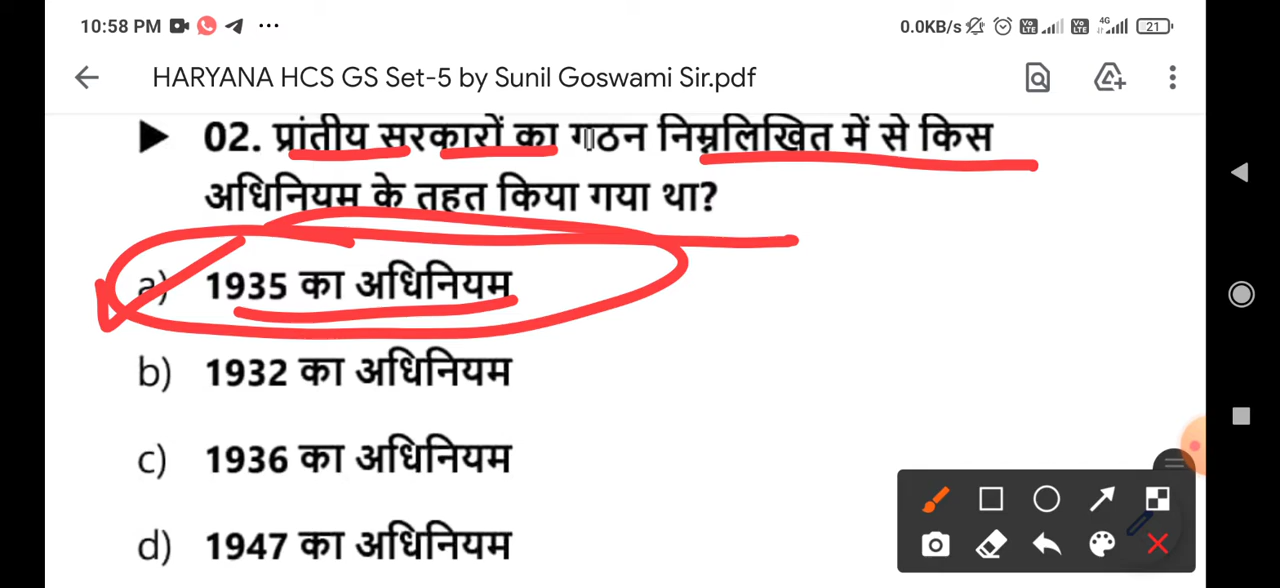 10:58 PM ... 0.0KB/s 4G 21
HARYANA HCS GS Set-5 by Sunil Goswami Sir.pdf
▶ 02. प्रांतीय सरकारों का गठन निम्नलिखित में से किस
अधिनियम के तहत किया गया था?
a) 1935 का अधिनियम
b) 1932 का अधिनियम
c) 1936 का अधिनियम
d) 1947 का अधिनियम